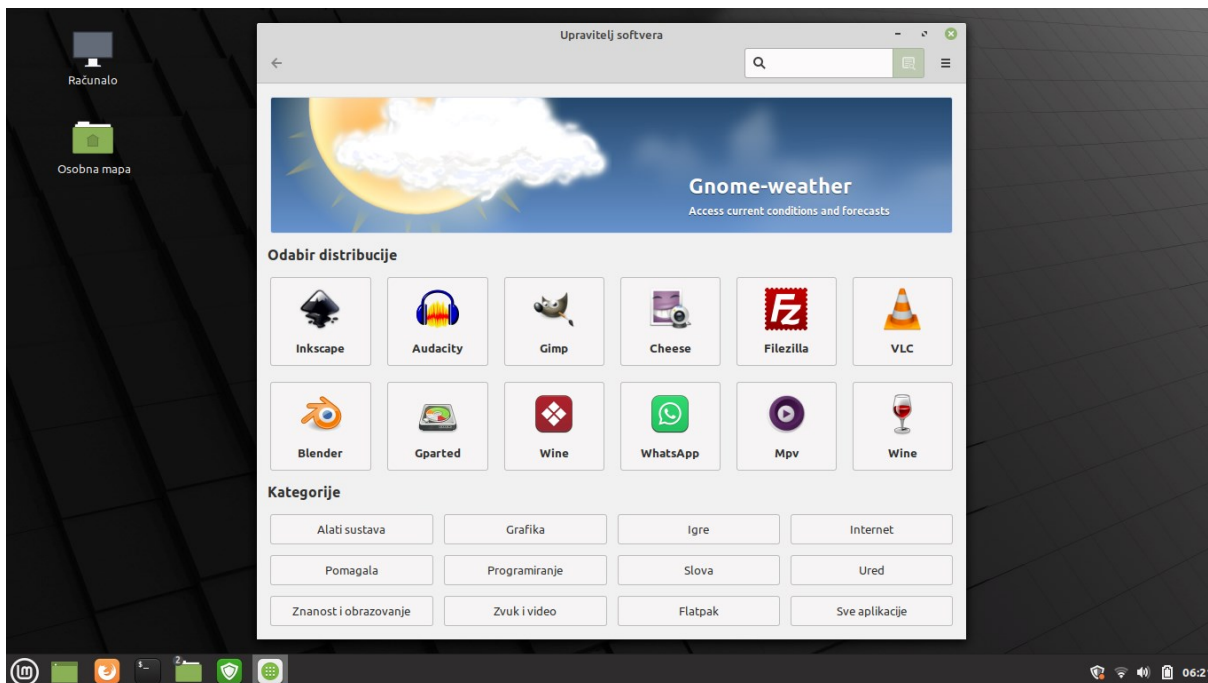 Računalo
Osobna mapa
Upravitelj softvera
Gnome-weather
Access current conditions and forecasts
Odabir distribucije
Inkscape Audacity Gimp Cheese Filezilla VLC
Blender Gparted Wine WhatsApp Mpv Wine
Kategorije
Alati sustava Grafika Igre Internet
Pomagala Programiranje Slova Ured
Znanost i obrazovanje Zvuk i video Flatpak Sve aplikacije
2
$_